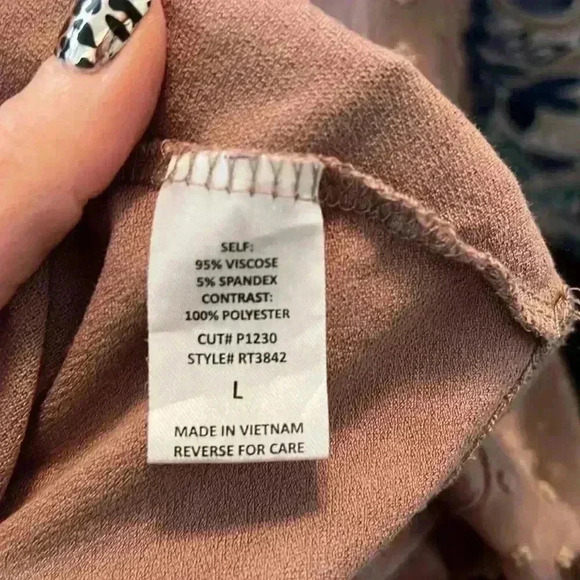 SELF:
95% VISCOSE
5% SPANDEX
CONTRAST:
100% POLYESTER
CUT# P1230
STYLE# RT3842
L
MADE IN VIETNAM
REVERSE FOR CARE